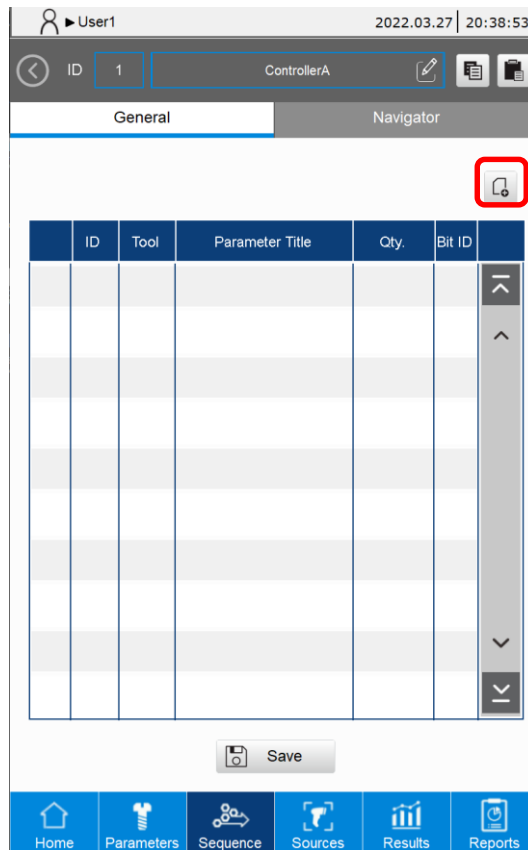 User1 2022.03.27 20:38:53
ID 1 ControllerA
General Navigator
ID Tool Parameter Title Qty. Bit ID
Save
Home Parameters Sequence Sources Results Reports